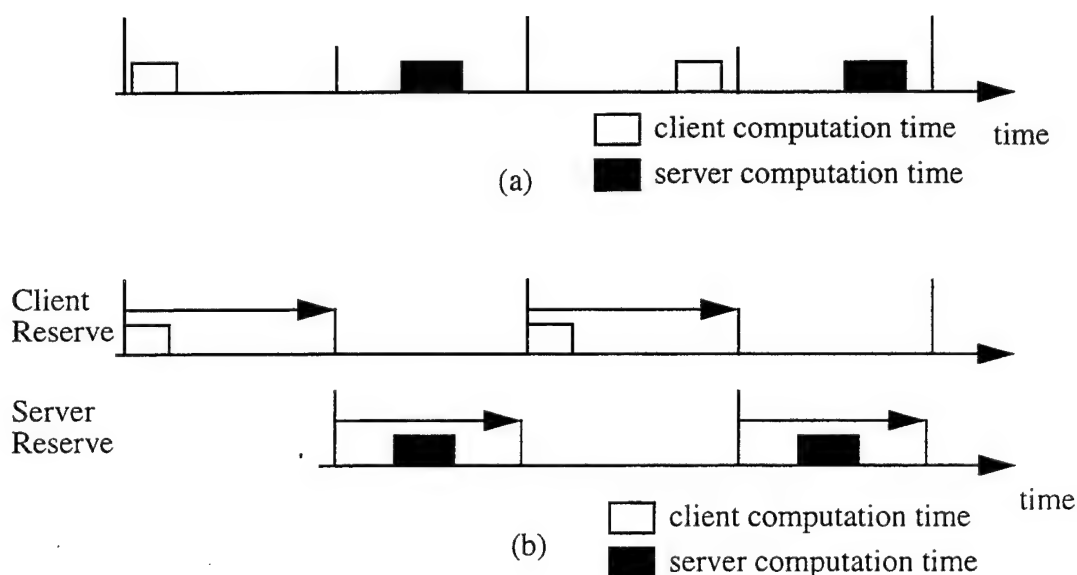 client computation time
time
server computation time
(a)
Client
Reserve
Server
Reserve
time
client computation time
(b)
server computation time